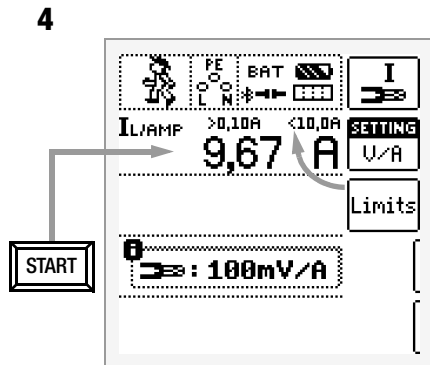 4
PE
BAT
L N
I
IL/AMP >0,10A <10,0A
9,67 A
SETTING
V/A
Limits
START
i
: 100mV/A